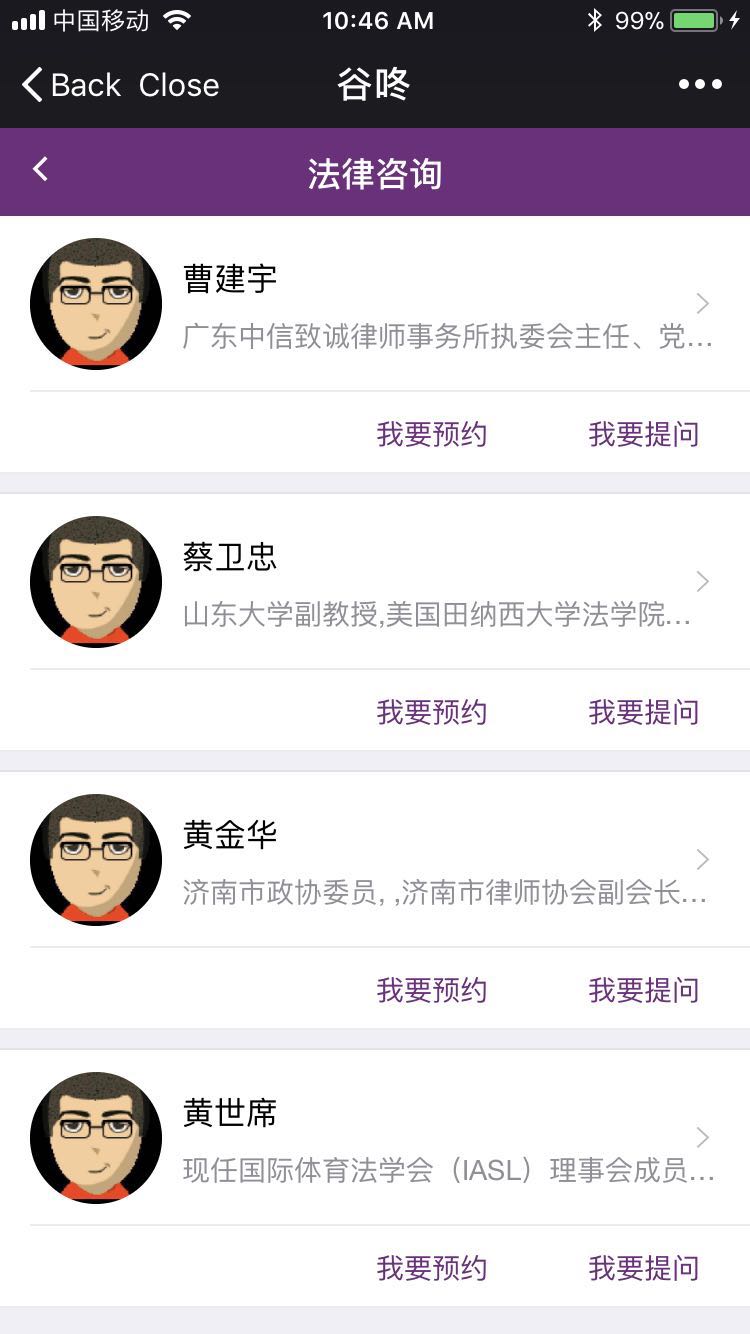 中国移动 10:46 AM 99%
Back Close 谷咚
法律咨询
曹建宇
广东中信致诚律师事务所执委会主任、党...
我要预约 我要提问
蔡卫忠
山东大学副教授,美国田纳西大学法学院...
我要预约 我要提问
黄金华
济南市政协委员, ,济南市律师协会副会长...
我要预约 我要提问
黄世席
现任国际体育法学会（IASL）理事会成员...
我要预约 我要提问